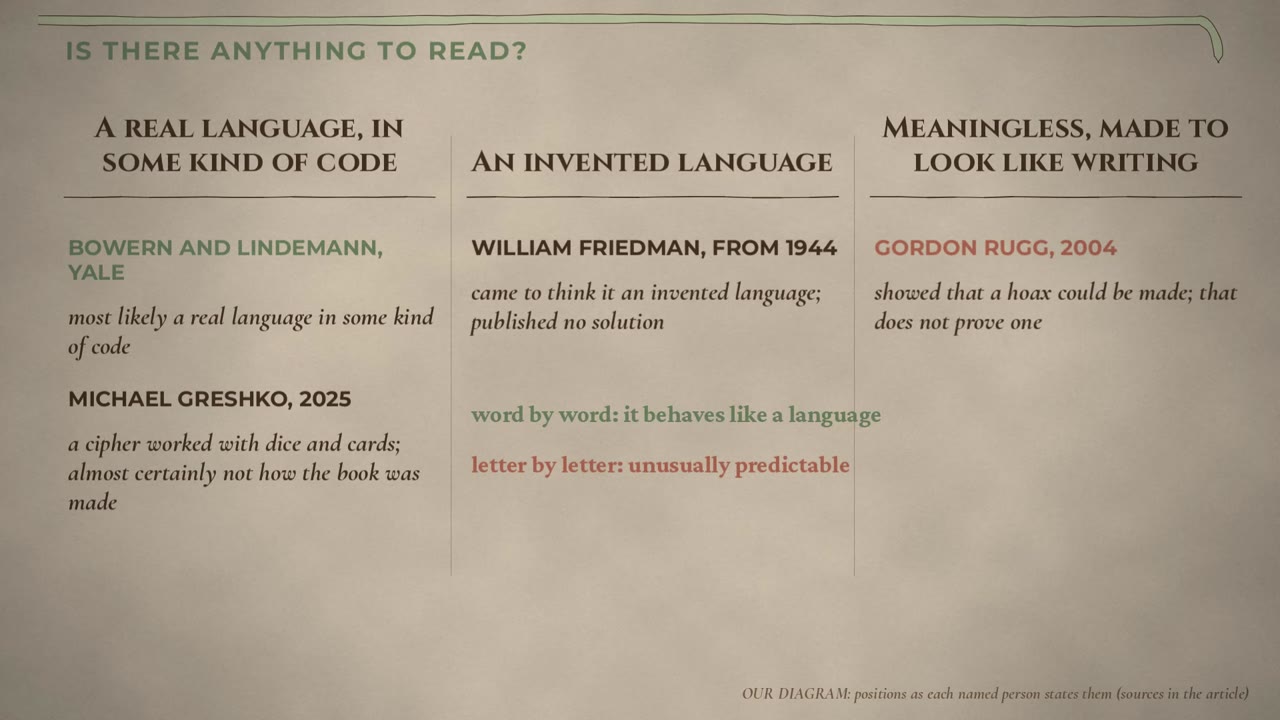 IS THERE ANYTHING TO READ?
A REAL LANGUAGE, IN
SOME KIND OF CODE
BOWERN AND LINDEMANN,
YALE
most likely a real language in some kind
of code
MICHAEL GRESHKO, 2025
a cipher worked with dice and cards;
almost certainly not how the book was
made
AN INVENTED LANGUAGE
WILLIAM FRIEDMAN, FROM 1944
came to think it an invented language;
published no solution
word by word: it behaves like a language
letter by letter: unusually predictable
MEANINGLESS, MADE TO
LOOK LIKE WRITING
GORDON RUGG, 2004
showed that a hoax could be made; that
does not prove one
OUR DIAGRAM: positions as each named person states them (sources in the article)